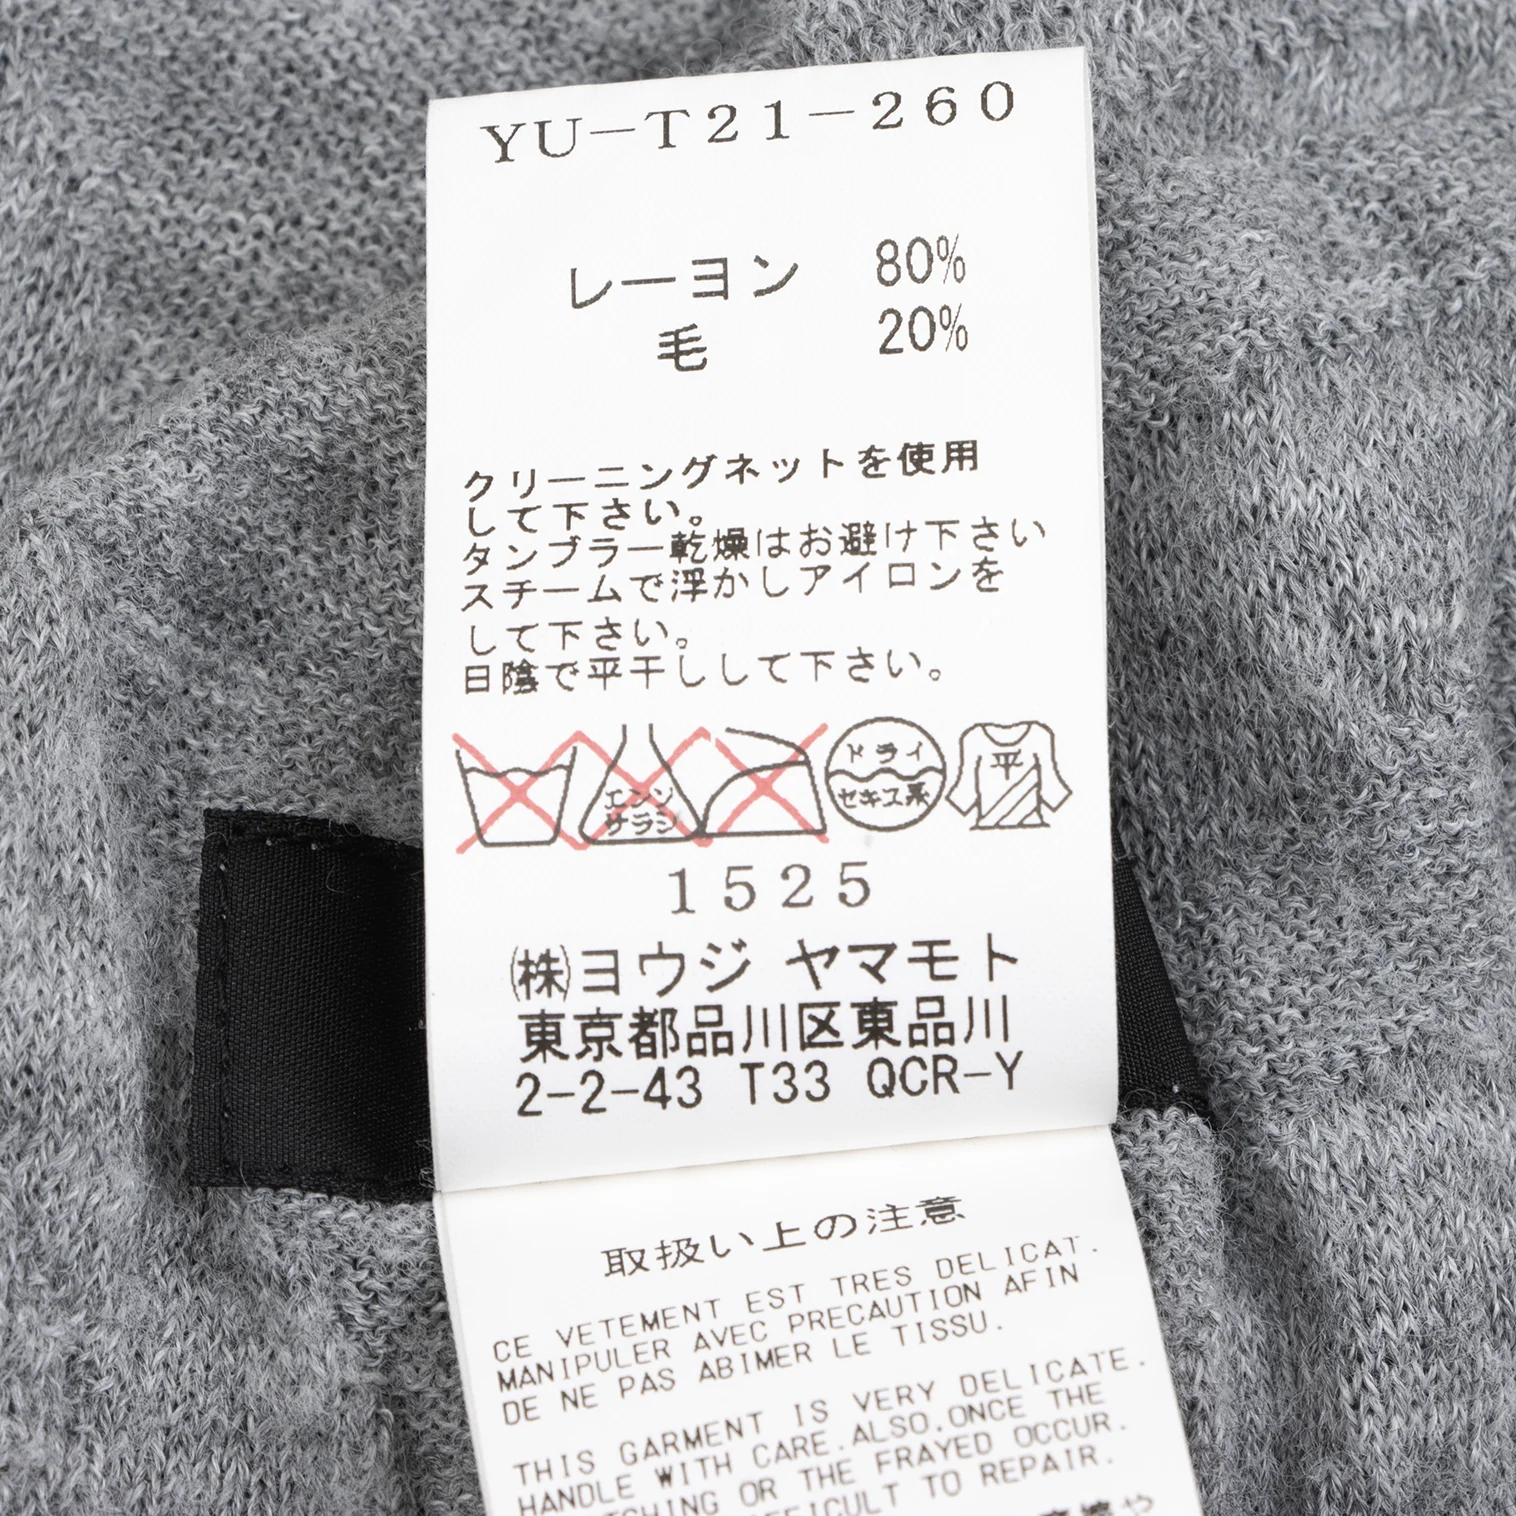 YU-T21-260
レーヨン 80%
毛 20%
クリーニングネットを使用
して下さい。
タンブラー乾燥はお避け下さい
スチームで浮かしアイロンを
して下さい。
日陰で平干ししして下さい。
エンソ
サラシ
ドライ
セキユ系
平
1525
㈱ヨウジ ヤマモト
東京都品川区東品川
2-2-43 T33 QCR-Y
取扱い上の注意
CE VETEMENT EST TRES DELICAT.
MANIPULER AVEC PRECAUTION AFIN
DE NE PAS ABIMER LE TISSU.
THIS GARMENT IS VERY DELICATE.
HANDLE WITH CARE.ALSO.ONCE THE
OR THE FRAYED OCCUR.
TO REPAIR.